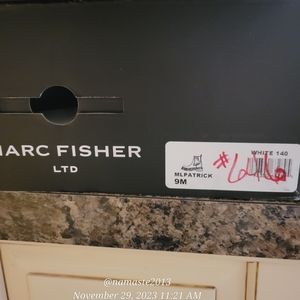 MARC FISHER
LTD
WHITE 140
MLPATRICK
9M
@namaste2013
November 29, 2023 11:21 AM